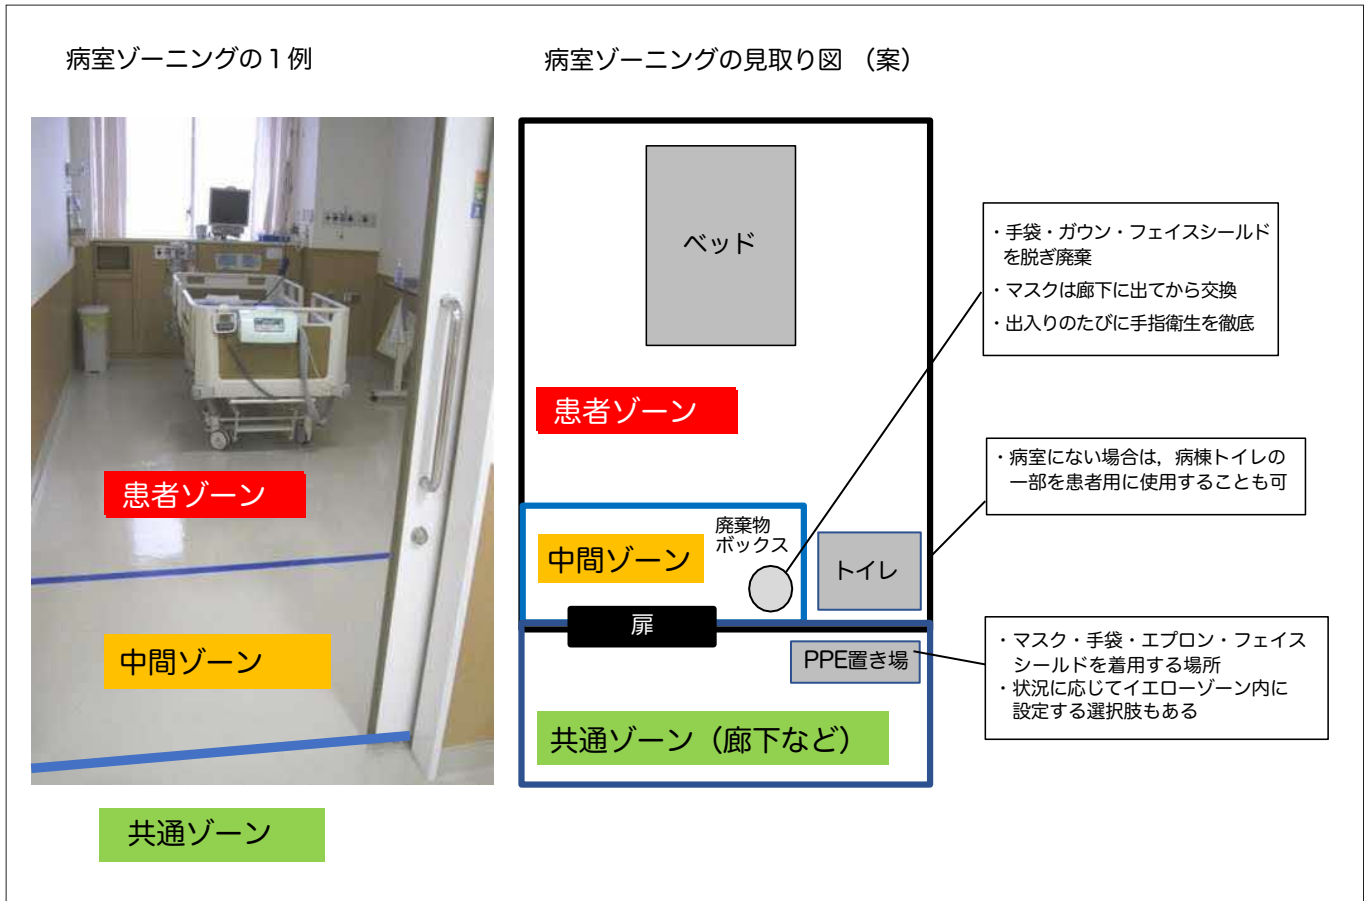 病室ゾーニングの１例
患者ゾーン
中間ゾーン
共通ゾーン
病室ゾーニングの見取り図 （案）
ベッド
患者ゾーン
中間ゾーン
廃棄物
ボックス
トイレ
扉
PPE置き場
共通ゾーン（廊下など）
・手袋・ガウン・フェイスシールド
を脱ぎ廃棄
・マスクは廊下に出てから交換
・出入りのたびに手指衛生を徹底
・病室にない場合は，病棟トイレの
一部を患者用に使用することも可
・マスク・手袋・エプロン・フェイス
シールドを着用する場所
・状況に応じてイエローゾーン内に
設定する選択肢もある